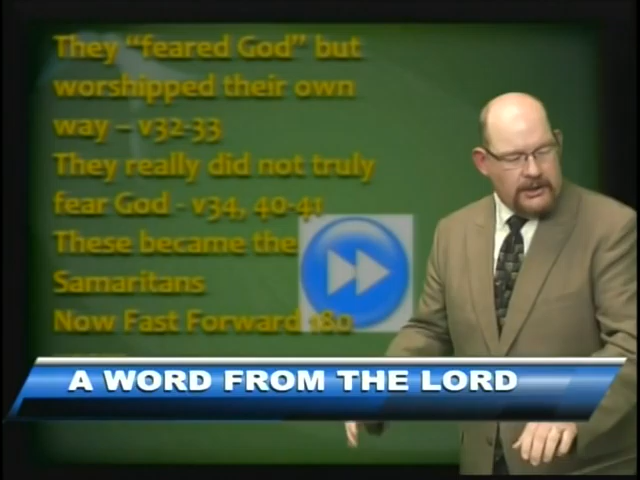 They “feared God” but
worshipped their own
way – v32-33
They really did not truly
fear God - v34, 40-41
These became the
Samaritans
Now Fast Forward 180
A WORD FROM THE LORD